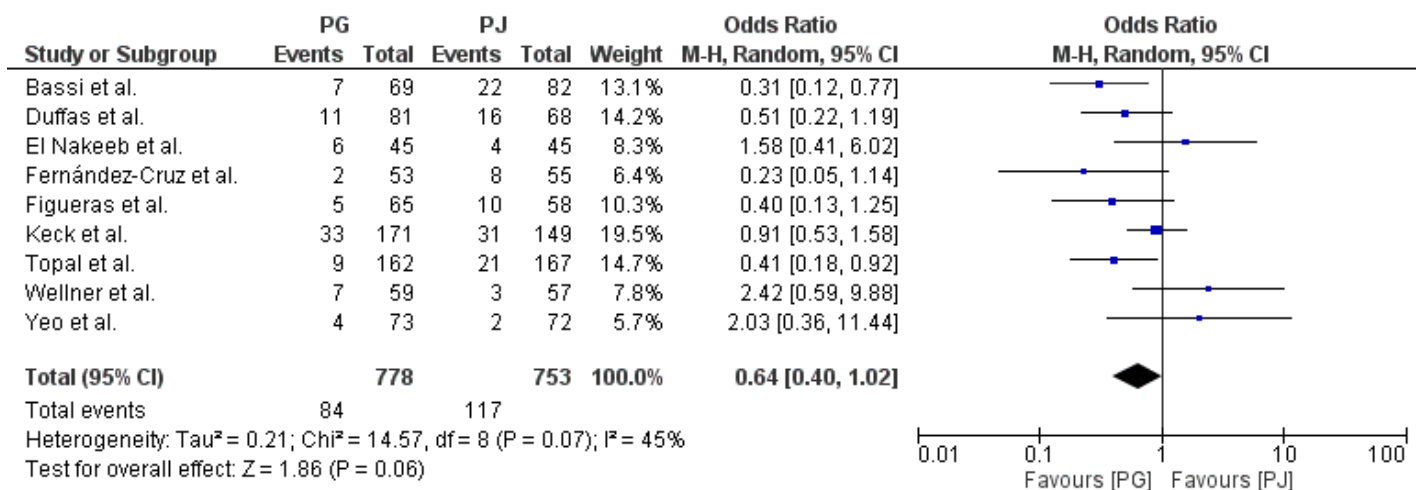 PG PJ Odds Ratio Odds Ratio
Study or Subgroup Events Total Events Total Weight M-H, Random, 95% CI M-H, Random, 95% CI
Bassi et al. 7 69 22 82 13.1% 0.31 [0.12, 0.77]
Duffas et al. 11 81 16 68 14.2% 0.51 [0.22, 1.19]
El Nakeeb et al. 6 45 4 45 8.3% 1.58 [0.41, 6.02]
Fernández-Cruz et al. 2 53 8 55 6.4% 0.23 [0.05, 1.14]
Figueras et al. 5 65 10 58 10.3% 0.40 [0.13, 1.25]
Keck et al. 33 171 31 149 19.5% 0.91 [0.53, 1.58]
Topal et al. 9 162 21 167 14.7% 0.41 [0.18, 0.92]
Wellner et al. 7 59 3 57 7.8% 2.42 [0.59, 9.88]
Yeo et al. 4 73 2 72 5.7% 2.03 [0.36, 11.44]
Total (95% CI) 778 753 100.0% 0.64 [0.40, 1.02]
Total events 84 117
Heterogeneity: Tau² = 0.21; Chi² = 14.57, df = 8 (P = 0.07); I² = 45%
Test for overall effect: Z = 1.86 (P = 0.06)
0.01 0.1 1 10 100
Favours [PG] Favours [PJ]